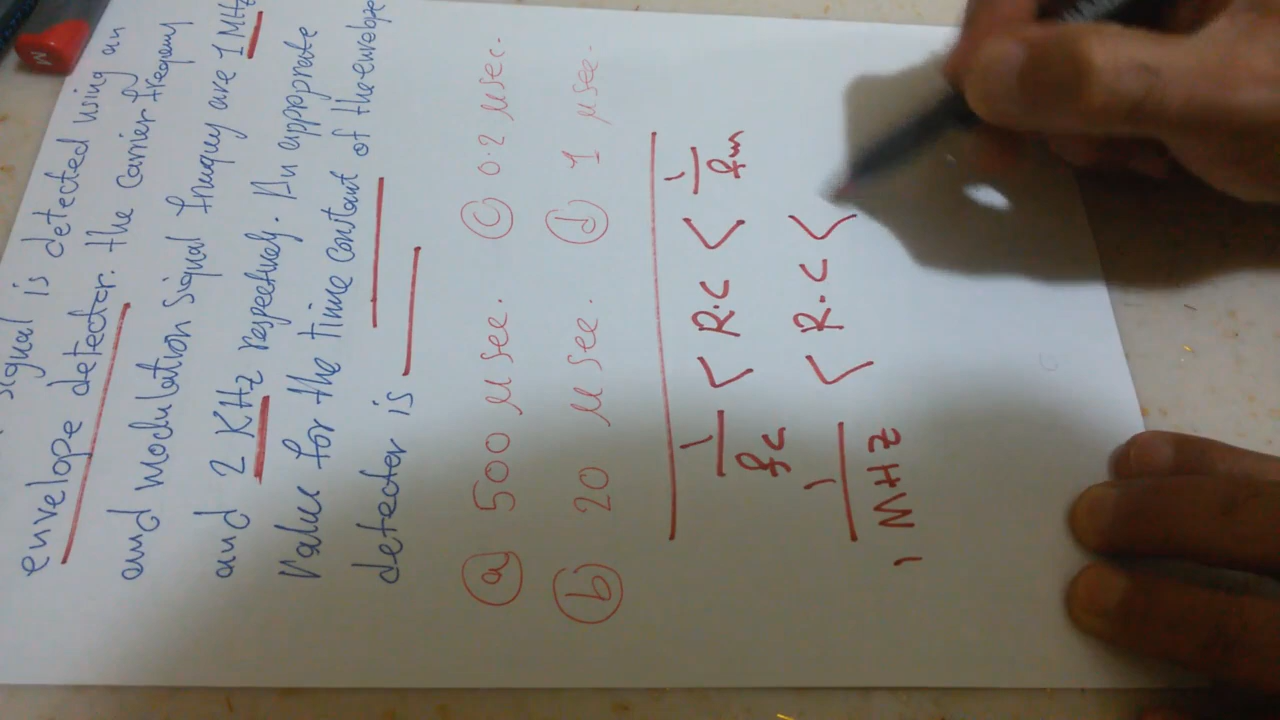 signal is detected using an
envelope detector. the carrier frequency
and modulation signal frequency are 1 MHz
and 2 KHz respectively. An appropriate
value for the time constant of the envelope
detector is
(a) 500 μsec. (c) 0.2 μsec.
(b) 20 μsec. (d) 1 μsec.
1/fc < R.C < 1/fm
1/1 MHZ < R.C <
M